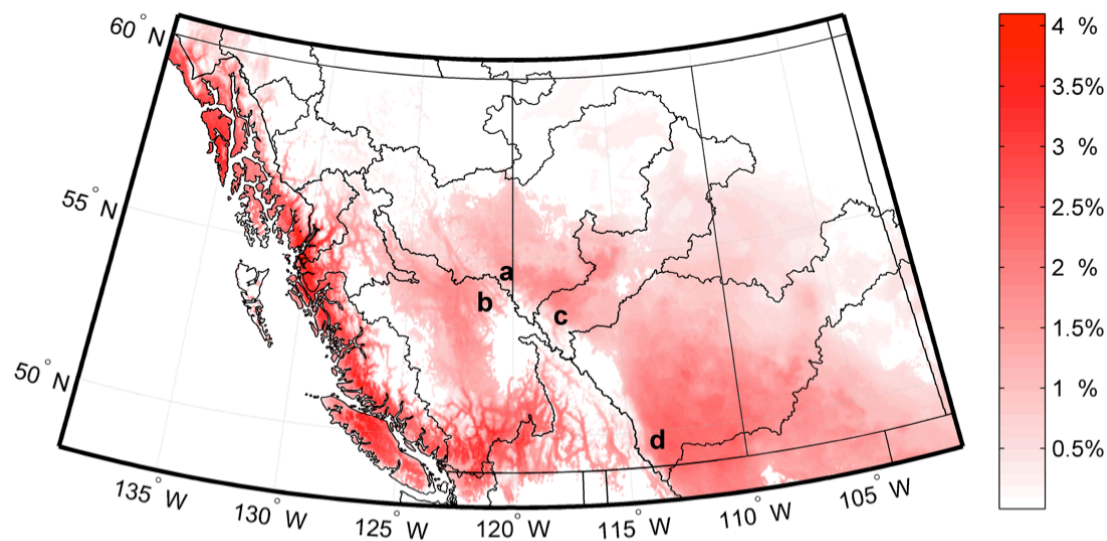 60° N
55° N
50° N
135° W
130° W
125° W
120° W
115° W
110° W
105° W
a
b
c
d
4 %
3.5%
3 %
2.5%
2 %
1.5%
1 %
0.5%